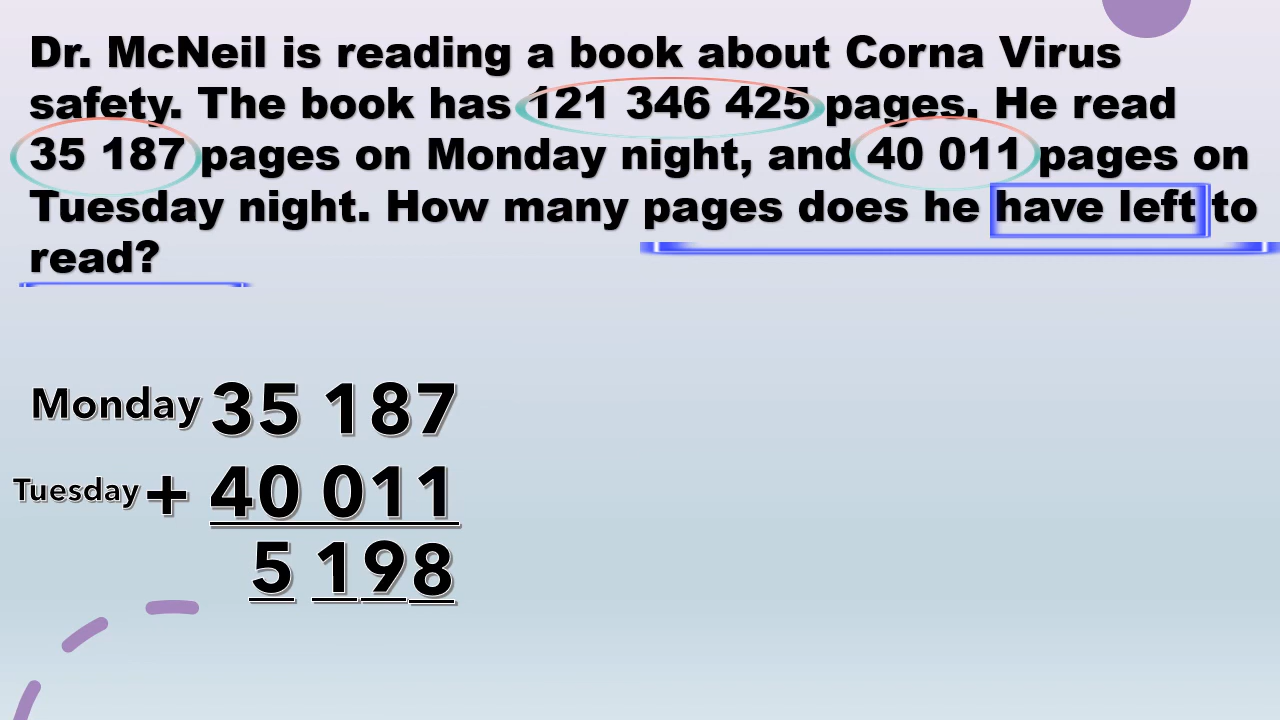 Dr. McNeil is reading a book about Corna Virus
safety. The book has 121 346 425 pages. He read
35 187 pages on Monday night, and 40 011 pages on
Tuesday night. How many pages does he have left to
read?
Monday 35 187
Tuesday + 40 011
5 198